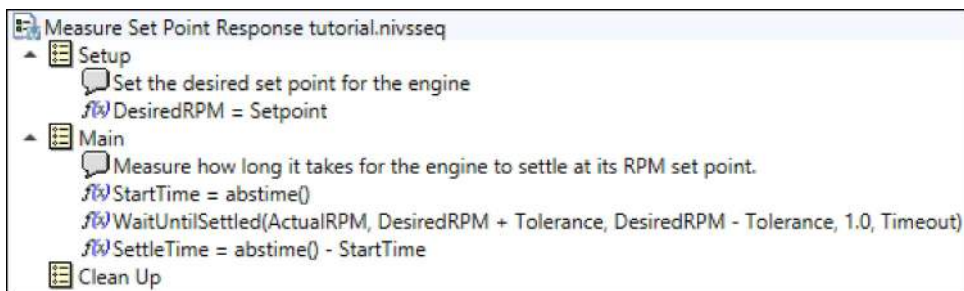 Measure Set Point Response tutorial.nivsseq
Setup
Set the desired set point for the engine
f(x) DesiredRPM = Setpoint
Main
Measure how long it takes for the engine to settle at its RPM set point.
f(x) StartTime = abstime()
f(x) WaitUntilSettled(ActualRPM, DesiredRPM + Tolerance, DesiredRPM - Tolerance, 1.0, Timeout)
f(x) SettleTime = abstime() - StartTime
Clean Up